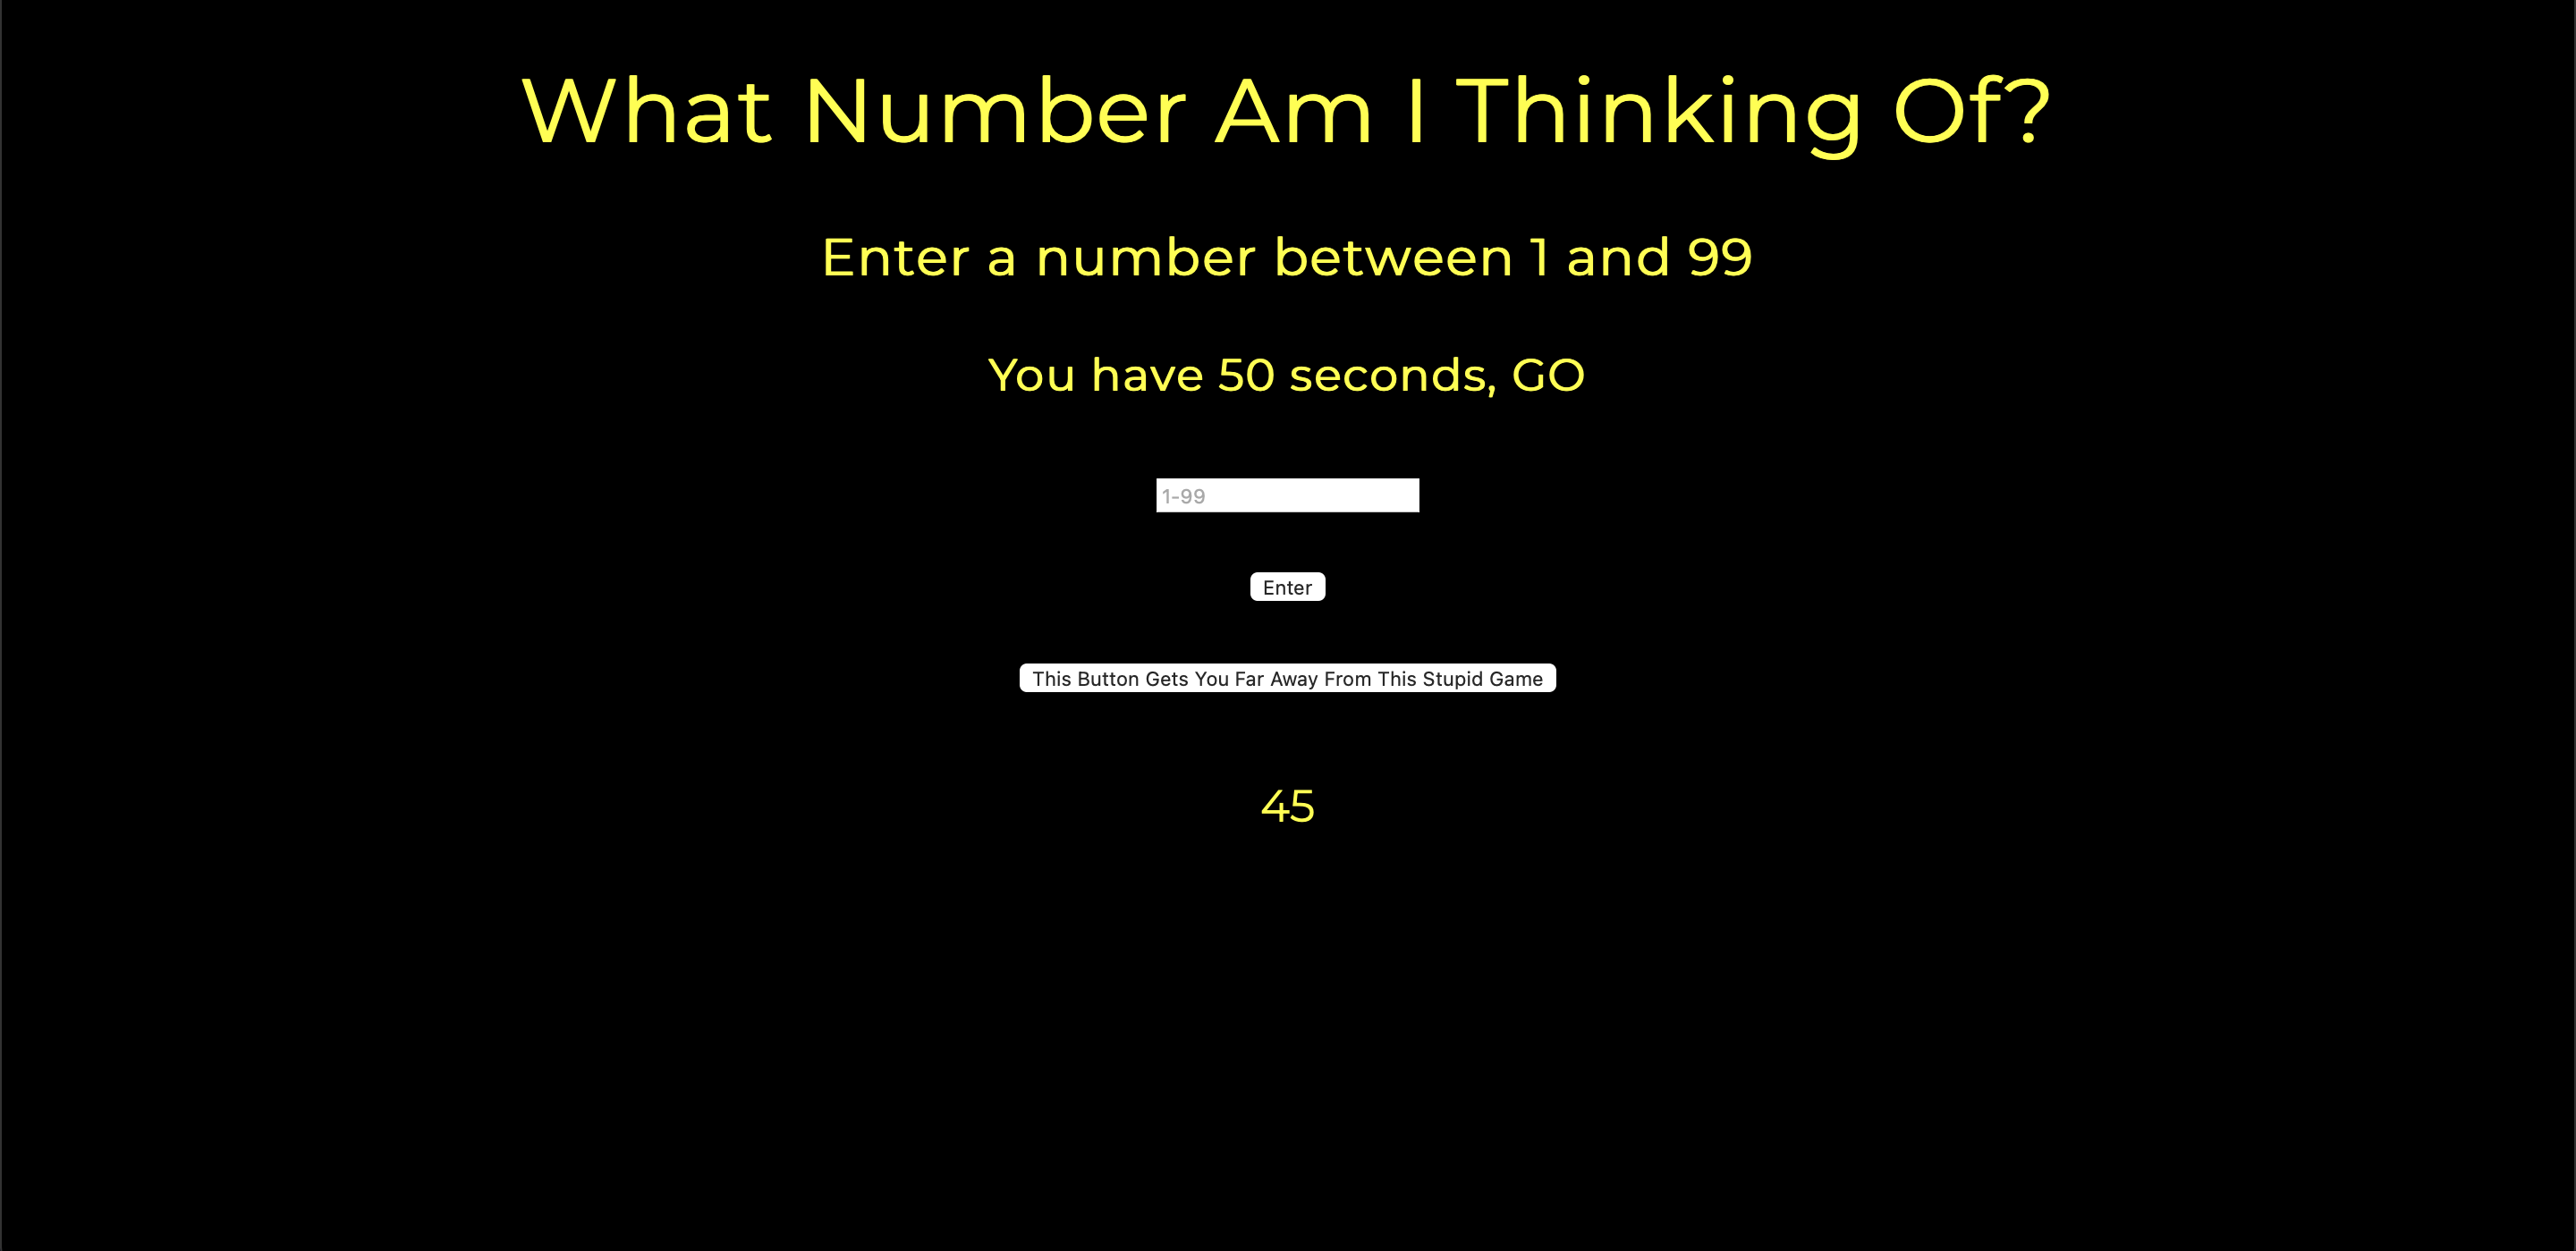 What Number Am I Thinking Of?
Enter a number between 1 and 99
You have 50 seconds, GO
1-99
Enter
This Button Gets You Far Away From This Stupid Game
45